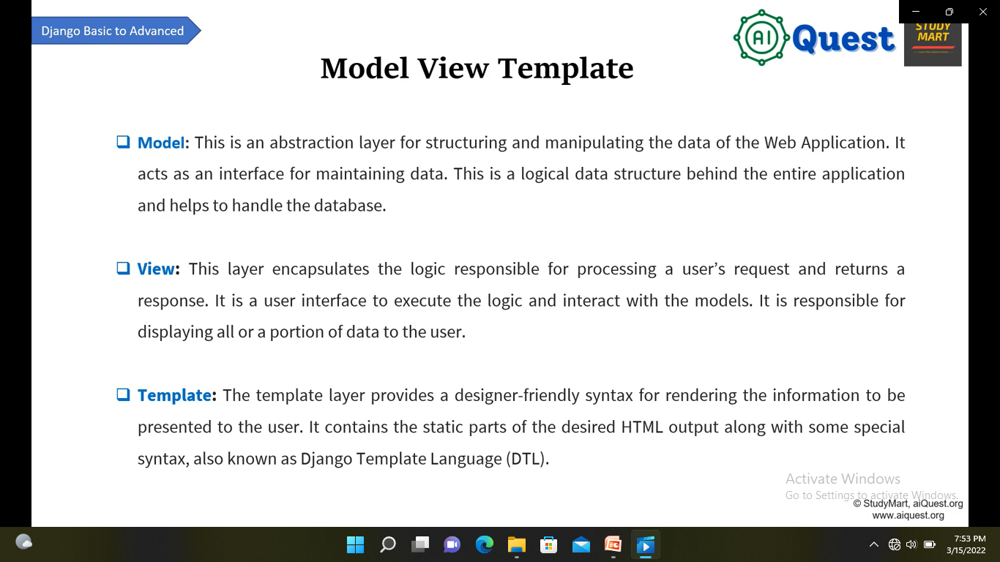 Django Basic to Advanced
AI Quest
STUDY
MART
Model View Template
Model: This is an abstraction layer for structuring and manipulating the data of the Web Application. It
acts as an interface for maintaining data. This is a logical data structure behind the entire application
and helps to handle the database.
View: This layer encapsulates the logic responsible for processing a user’s request and returns a
response. It is a user interface to execute the logic and interact with the models. It is responsible for
displaying all or a portion of data to the user.
Template: The template layer provides a designer-friendly syntax for rendering the information to be
presented to the user. It contains the static parts of the desired HTML output along with some special
syntax, also known as Django Template Language (DTL).
Activate Windows
Go to Settings to activate Windows.
© StudyMart, aiQuest.org
www.aiquest.org
7:53 PM
3/15/2022